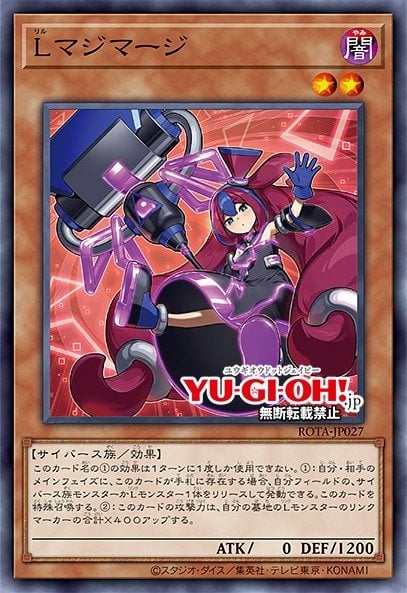 リル
Lマジマージ
やみ
闇
ユウギオウドットジェイピー
YU-GI-OH!.jp
無断転載禁止
ROTA-JP027
【サイバース族／効果】
このカード名の①の効果は1ターンに1度しか使用できない。①：自分・相手の
メインフェイズに、このカードが手札に存在する場合、自分フィールドの、サイ
バース族モンスターかLモンスター1体をリリースして発動できる。このカードを
特殊召喚する。②：このカードの攻撃力は、自分の墓地のLモンスターのリンク
マーカーの合計×400アップする。
ATK/ 0 DEF/1200
©スタジオ・ダイス／集英社・テレビ東京・KONAMI